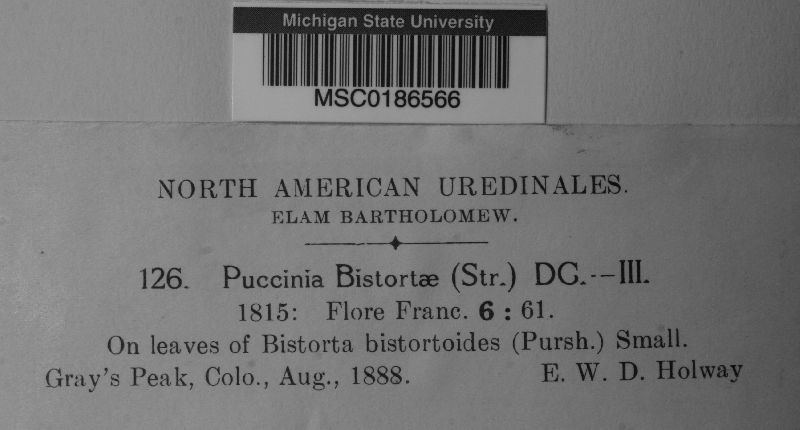 Michigan State University
MSC0186566
NORTH AMERICAN UREDINALES.
ELAM BARTHOLOMEW.
126. Puccinia Bistortæ (Str.) DC.--III.
1815: Flore Franc. 6 : 61.
On leaves of Bistorta bistortoides (Pursh.) Small.
Gray's Peak, Colo., Aug., 1888. E. W. D. Holway